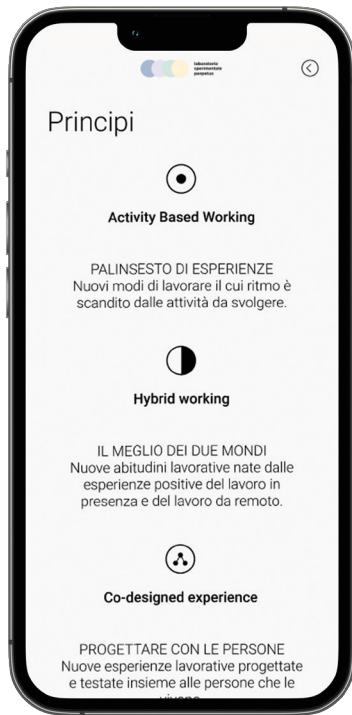 laboratorio
sperimentale
perpetuo
Principi
Activity Based Working
PALINSESTO DI ESPERIENZE
Nuovi modi di lavorare il cui ritmo è
scandito dalle attività da svolgere.
Hybrid working
IL MEGLIO DEI DUE MONDI
Nuove abitudini lavorative nate dalle
esperienze positive del lavoro in
presenza e del lavoro da remoto.
Co-designed experience
PROGETTARE CON LE PERSONE
Nuove esperienze lavorative progettate
e testate insieme alle persone che le